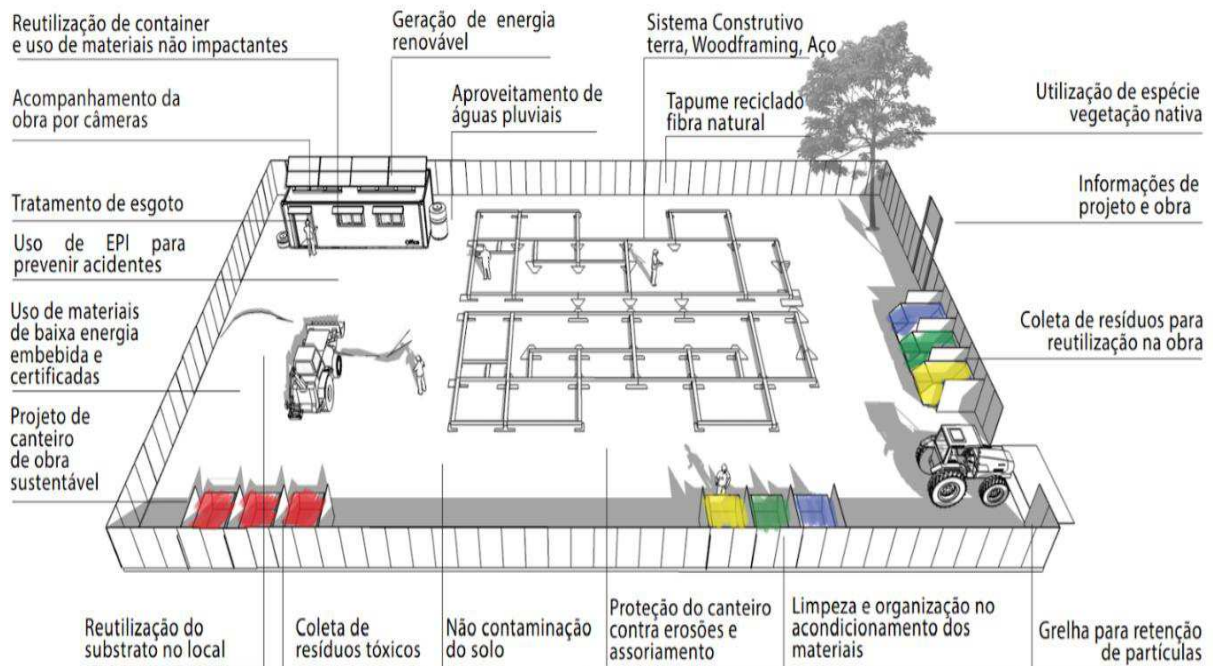 Reutilização de container
e uso de materiais não impactantes
Geração de energia
renovável
Sistema Construtivo
terra, Woodframing, Aço
Acompanhamento da
obra por câmeras
Aproveitamento de
águas pluviais
Tapume reciclado
fibra natural
Utilização de espécie
vegetação nativa
Tratamento de esgoto
Informações de
projeto e obra
Uso de EPI para
prevenir acidentes
Office
Uso de materiais
de baixa energia
embebida e
certificadas
Coleta de resíduos para
reutilização na obra
Projeto de
canteiro
de obra
sustentável
Reutilização do
substrato no local
Coleta de
resíduos tóxicos
Não contaminação
do solo
Proteção do canteiro
contra erosões e
assoriamento
Limpeza e organização no
acondicionamento dos
materiais
Grelha para retenção
de partículas